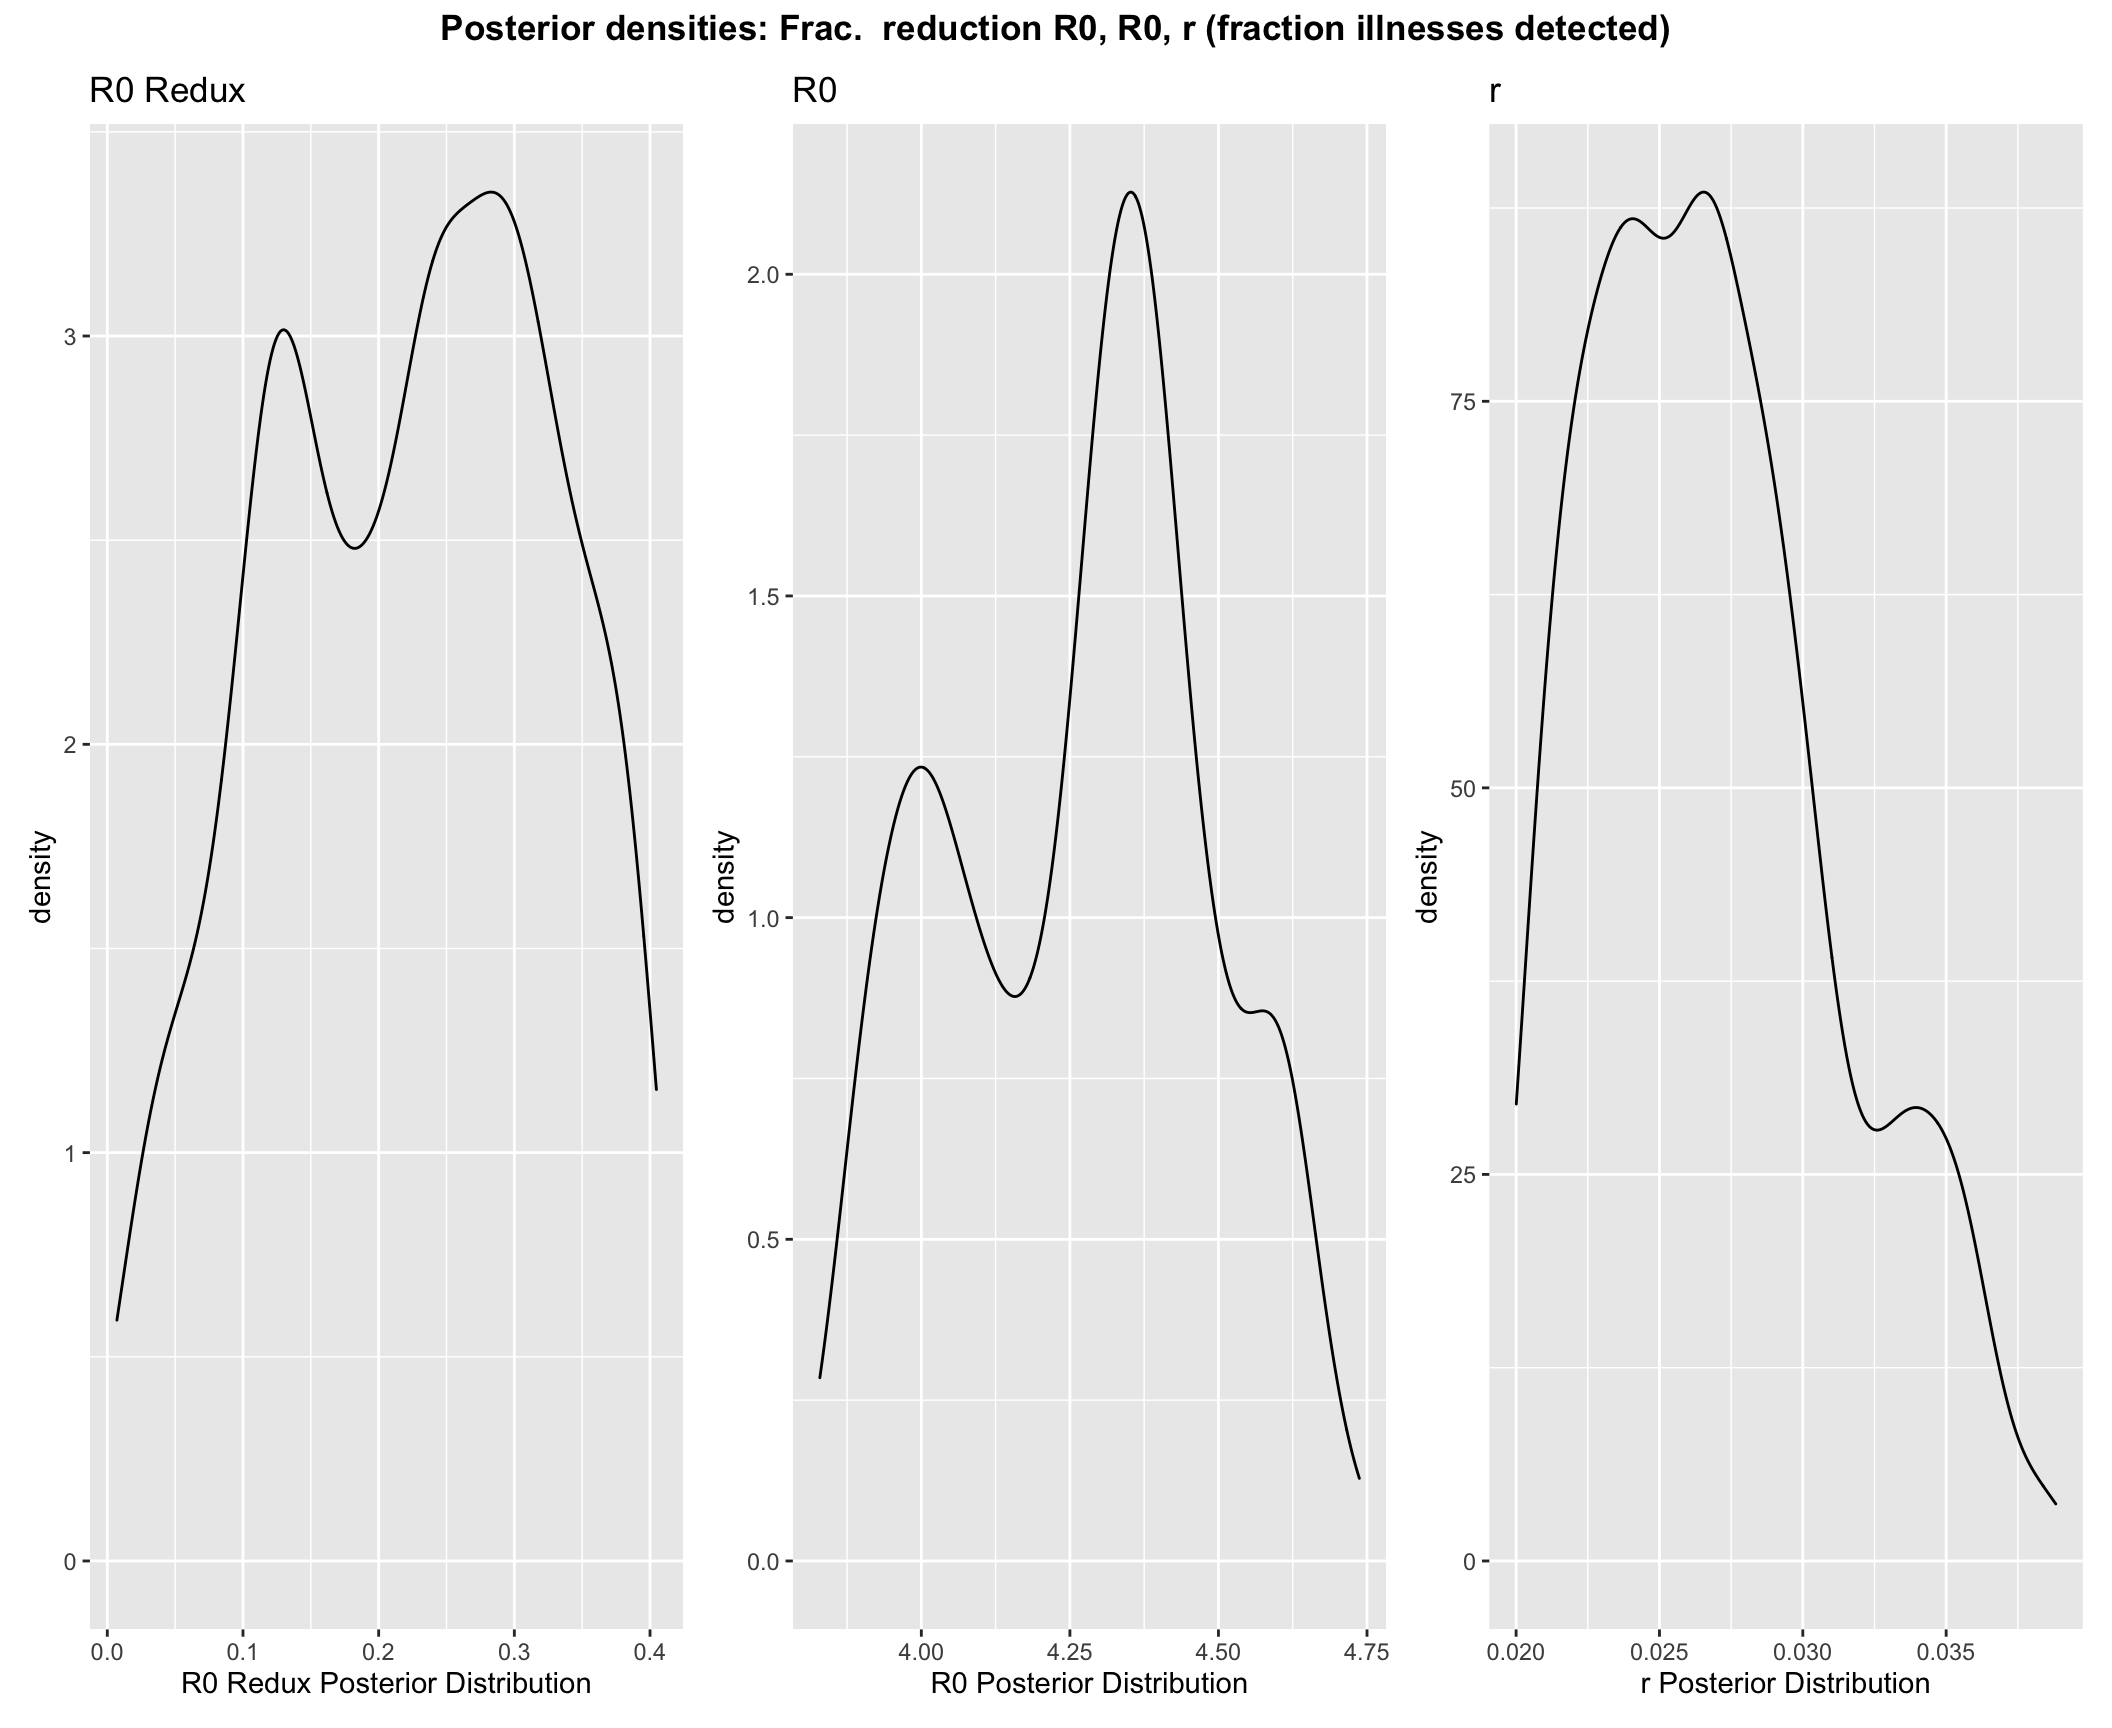 Posterior densities: Frac.  reduction R0, R0, r (fraction illnesses detected)
R0 Redux
3
2
1
0
density
0.0 0.1 0.2 0.3 0.4
R0 Redux Posterior Distribution
R0
2.0
1.5
1.0
0.5
0.0
density
4.00 4.25 4.50 4.75
R0 Posterior Distribution
r
75
50
25
0
density
0.020 0.025 0.030 0.035
r Posterior Distribution